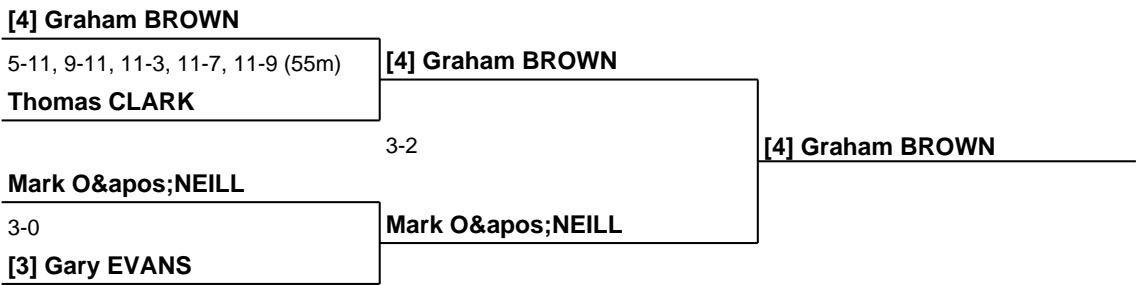 [4] Graham BROWN
5-11, 9-11, 11-3, 11-7, 11-9 (55m)
[4] Graham BROWN
Thomas CLARK
3-2
[4] Graham BROWN
Mark O&apos;NEILL
3-0
Mark O&apos;NEILL
[3] Gary EVANS